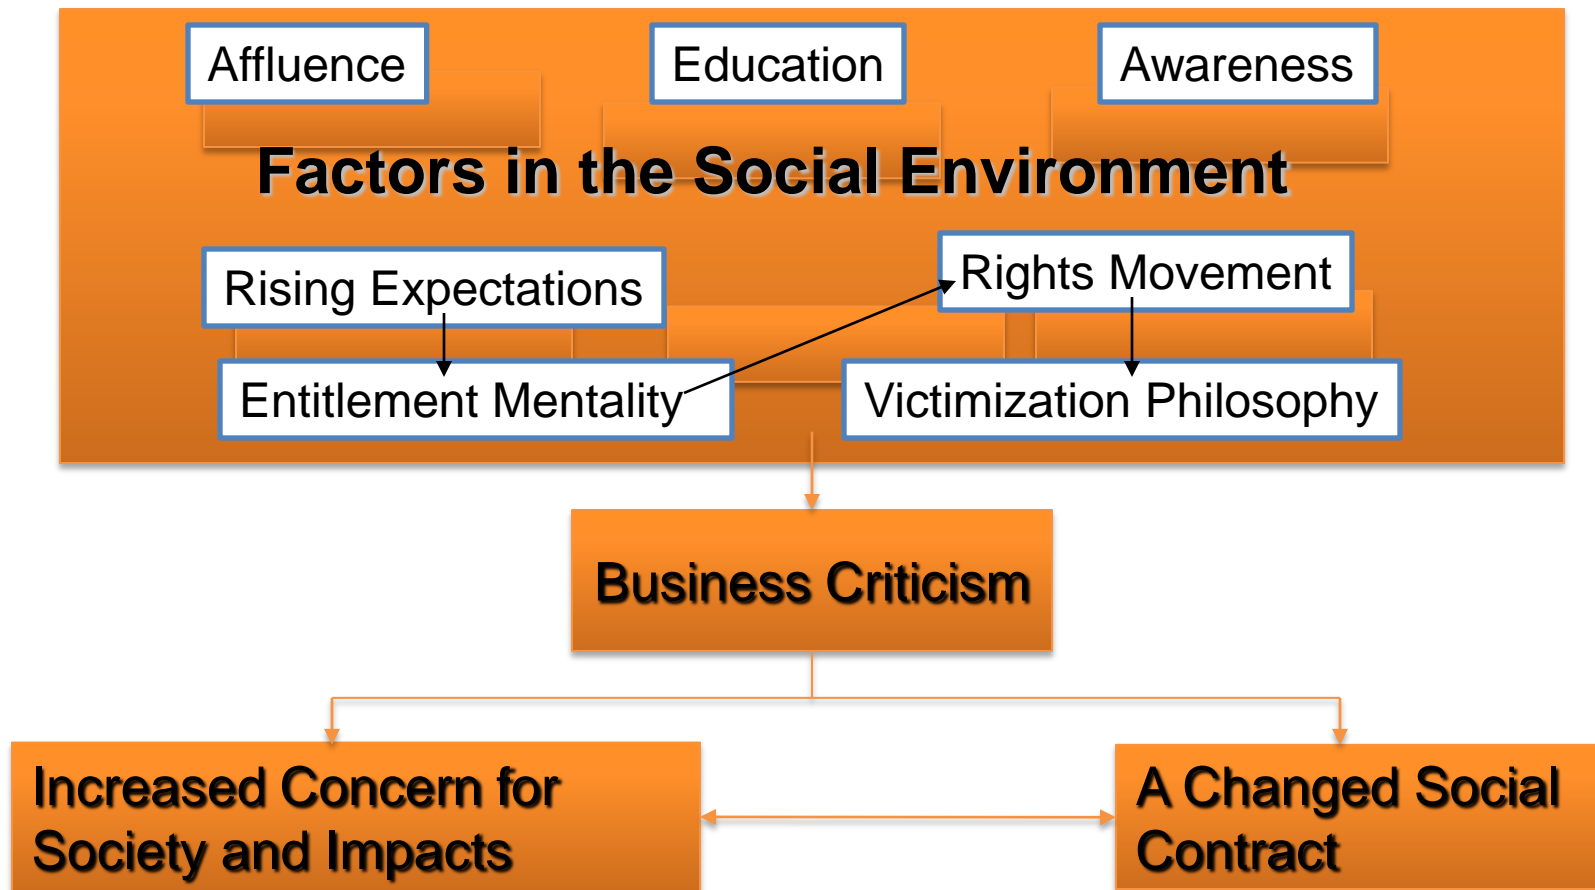 Affluence
Education
Awareness
Factors in the Social Environment
Rising Expectations
Rights Movement
Entitlement Mentality
Victimization Philosophy
Business Criticism
Increased Concern for
Society and Impacts
A Changed Social
Contract